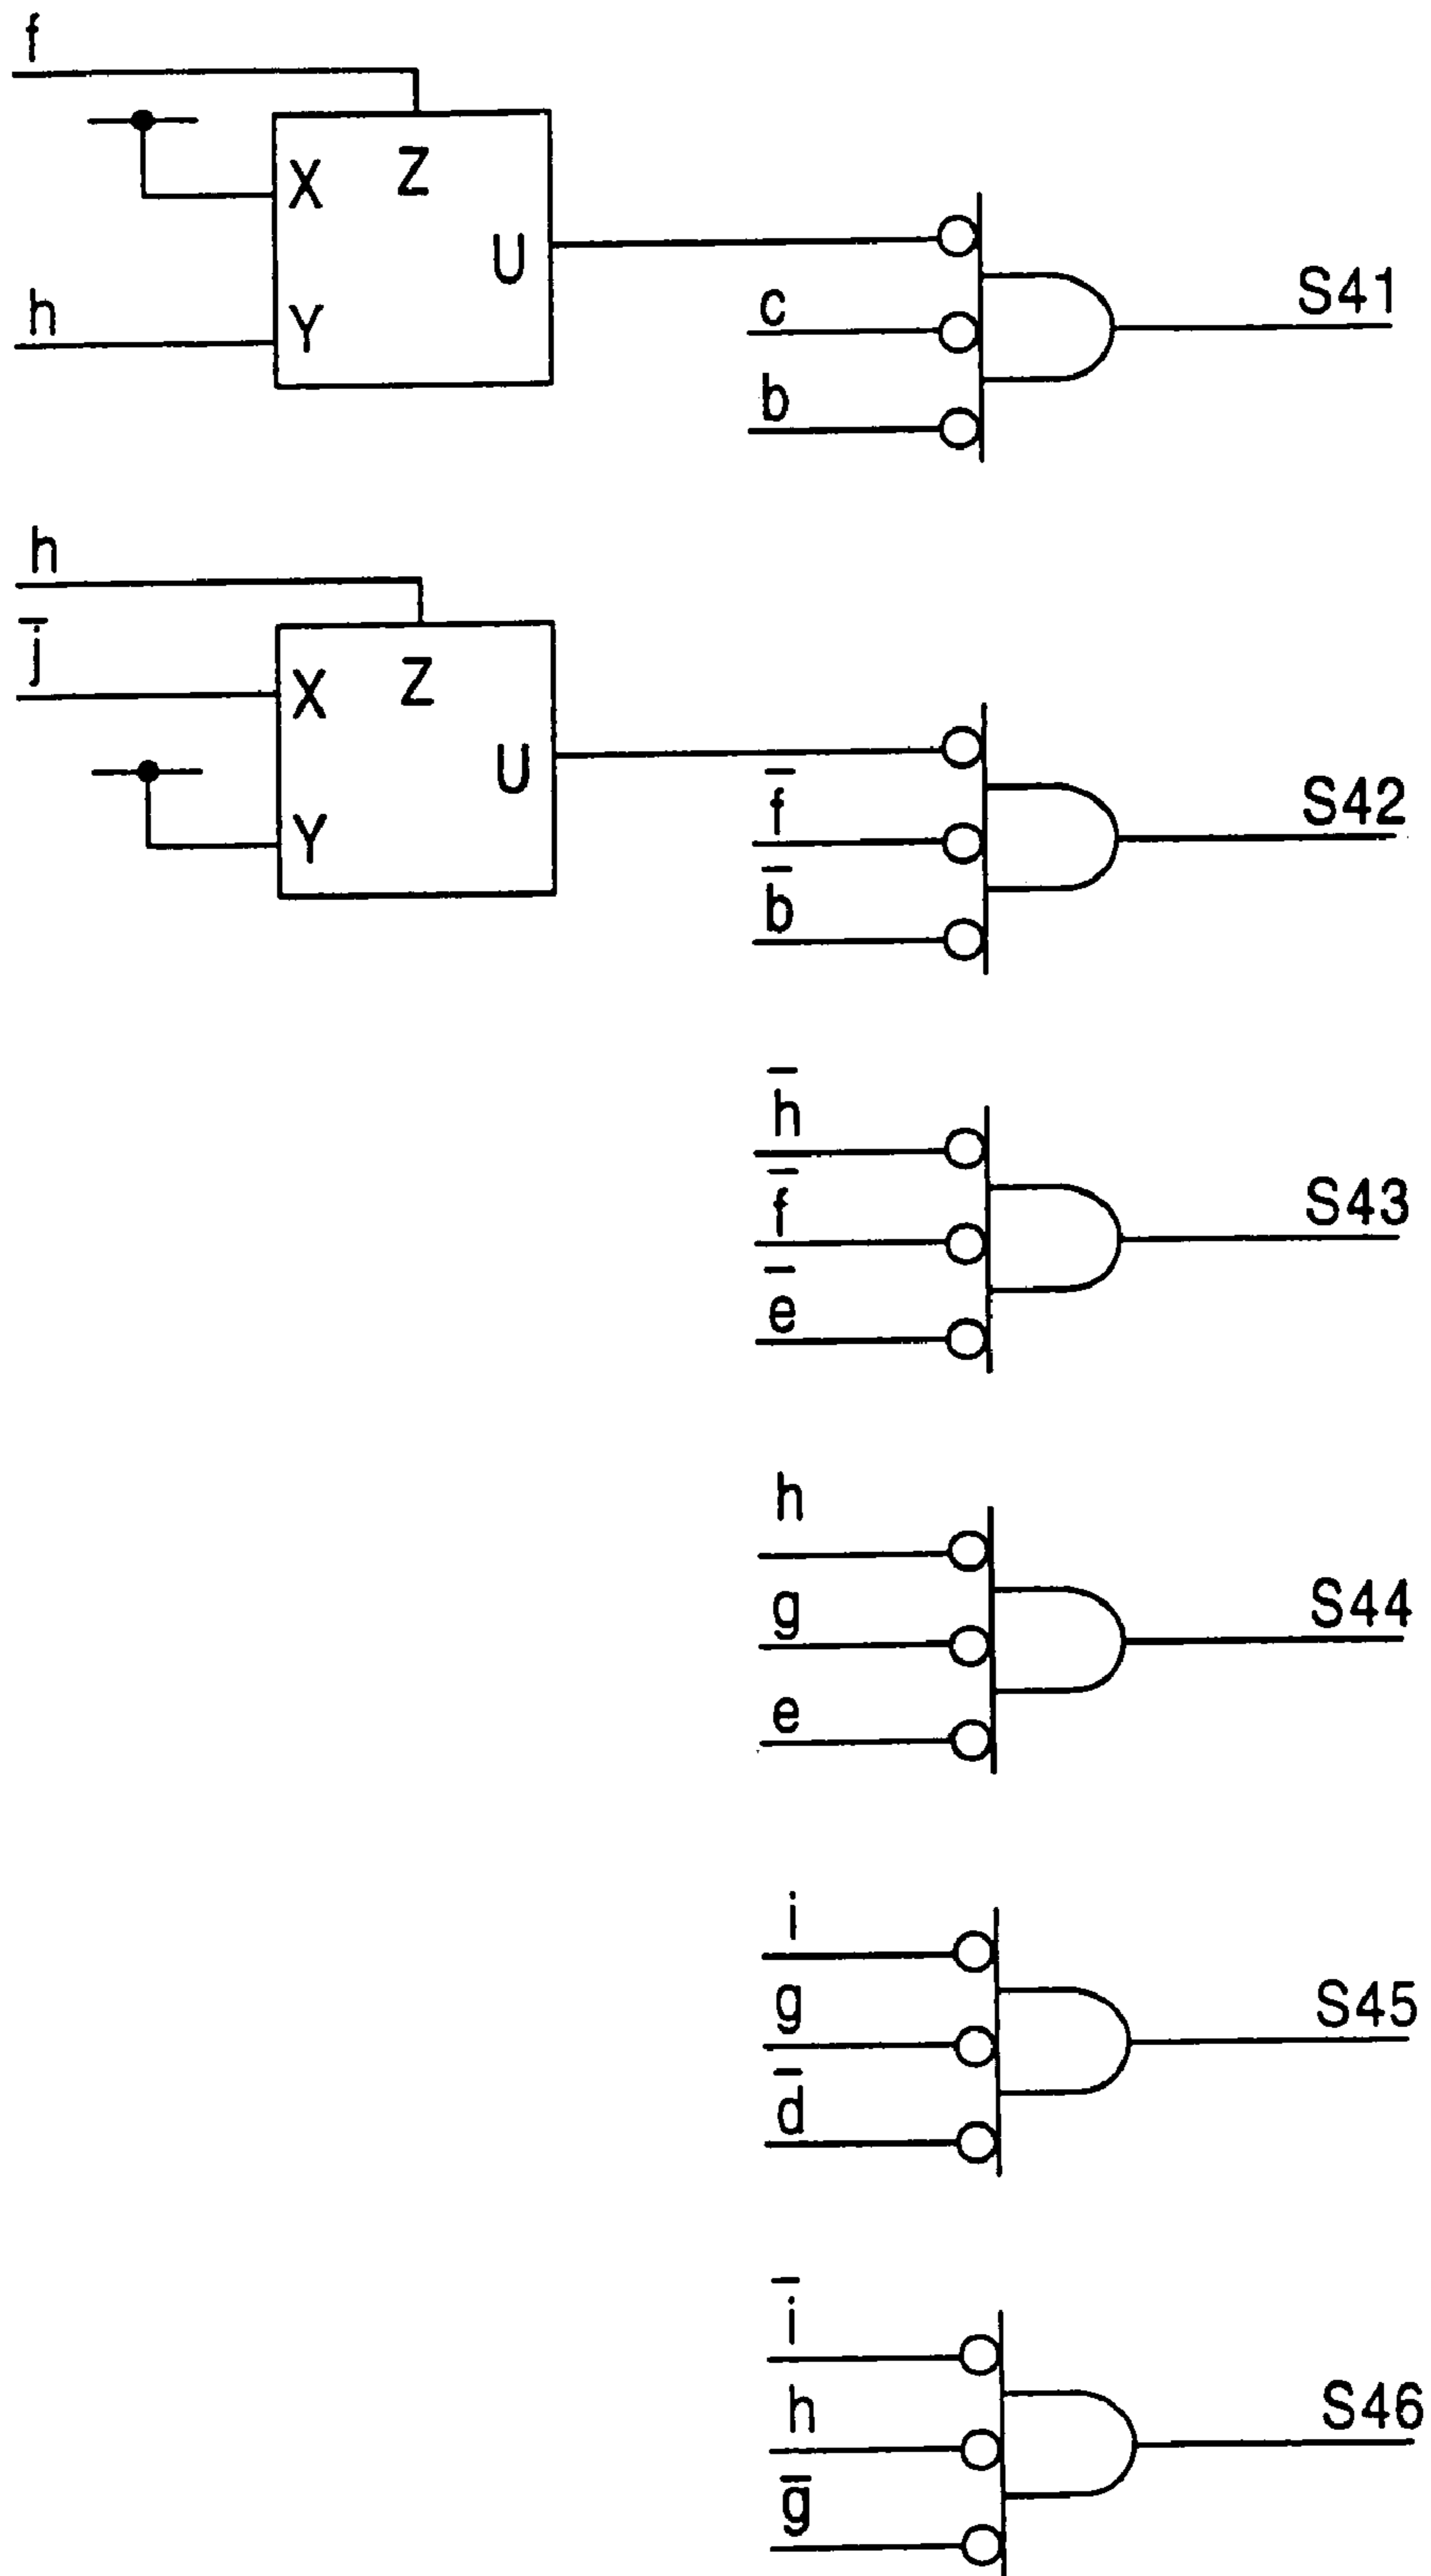 f
X Z
U
h Y
S41
c
b
h
j̅
X Z
U
Y
S42
f̅
b̅
h̅
f̅
e̅
S43
h
g
e
S44
i
g
d̅
S45
i̅
h
g̅
S46